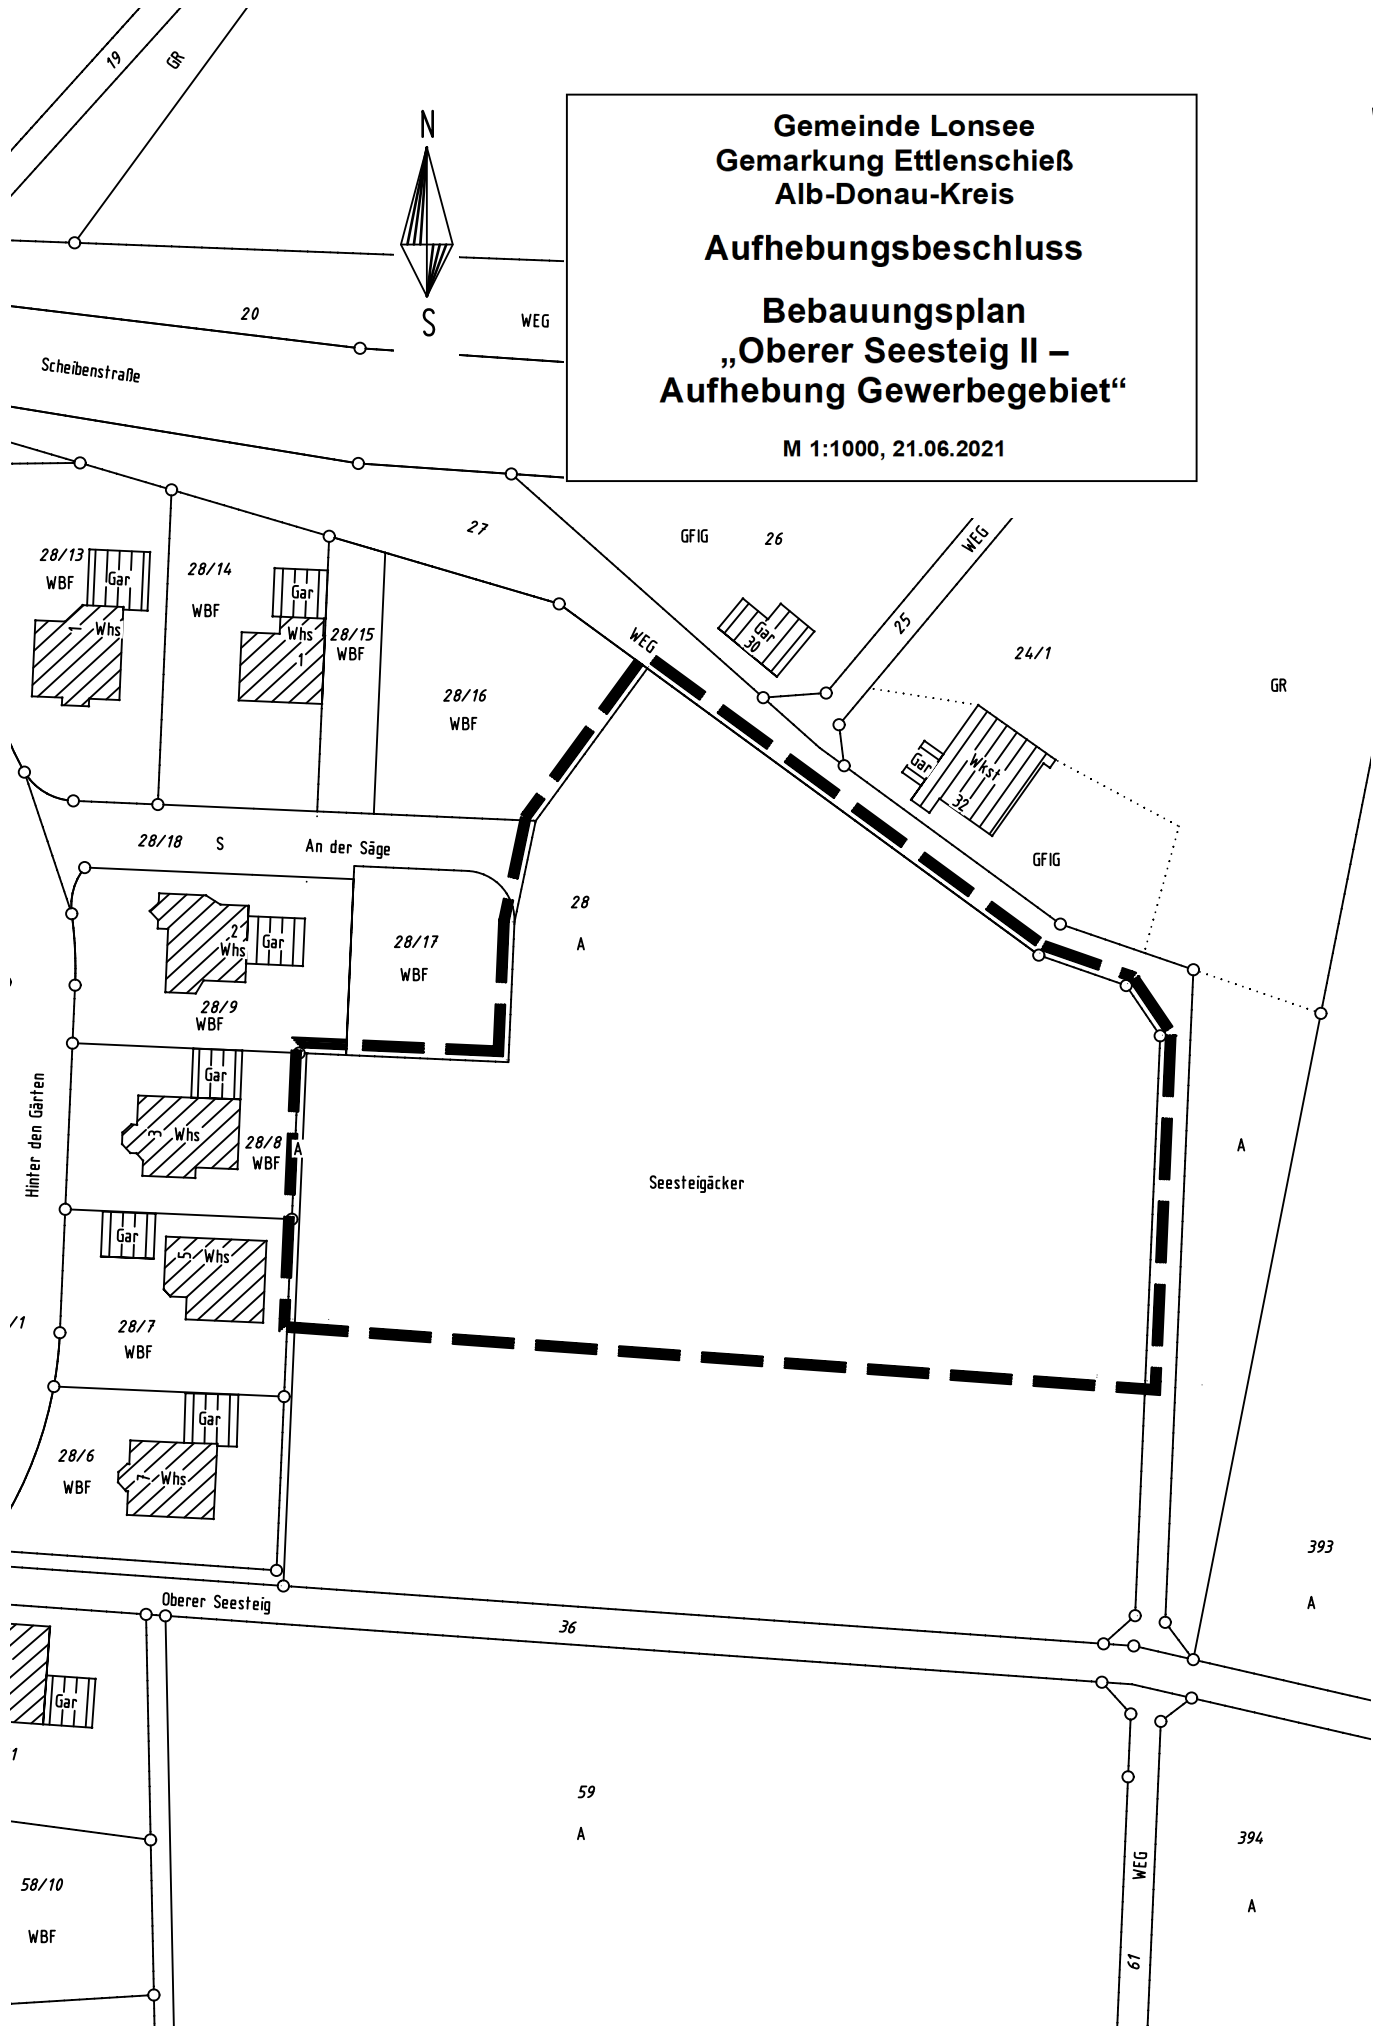 19
GR
N
S
Gemeinde Lonsee
Gemarkung Ettlenschieß
Alb-Donau-Kreis
Aufhebungsbeschluss
Bebauungsplan
„Oberer Seesteig II –
Aufhebung Gewerbegebiet“
M 1:1000, 21.06.2021
20
WEG
Scheibenstraße
27
GFIG
26
WEG
25
28/13
WBF
Gar
1 Whs
28/14
WBF
Gar
Whs
1
28/15
WBF
28/16
WBF
WEG
Gar
30
24/1
GR
Gar
Wkst
32
GFIG
28/18
S
An der Säge
28
A
2
Whs
Gar
28/17
WBF
28/9
WBF
Hinter den Gärten
Gar
3 Whs
28/8
WBF
A
A
Seesteigäcker
Gar
5 Whs
/1
28/7
WBF
Gar
28/6
WBF
7 Whs
393
A
Oberer Seesteig
36
Gar
1
59
A
394
A
WEG
61
58/10
WBF